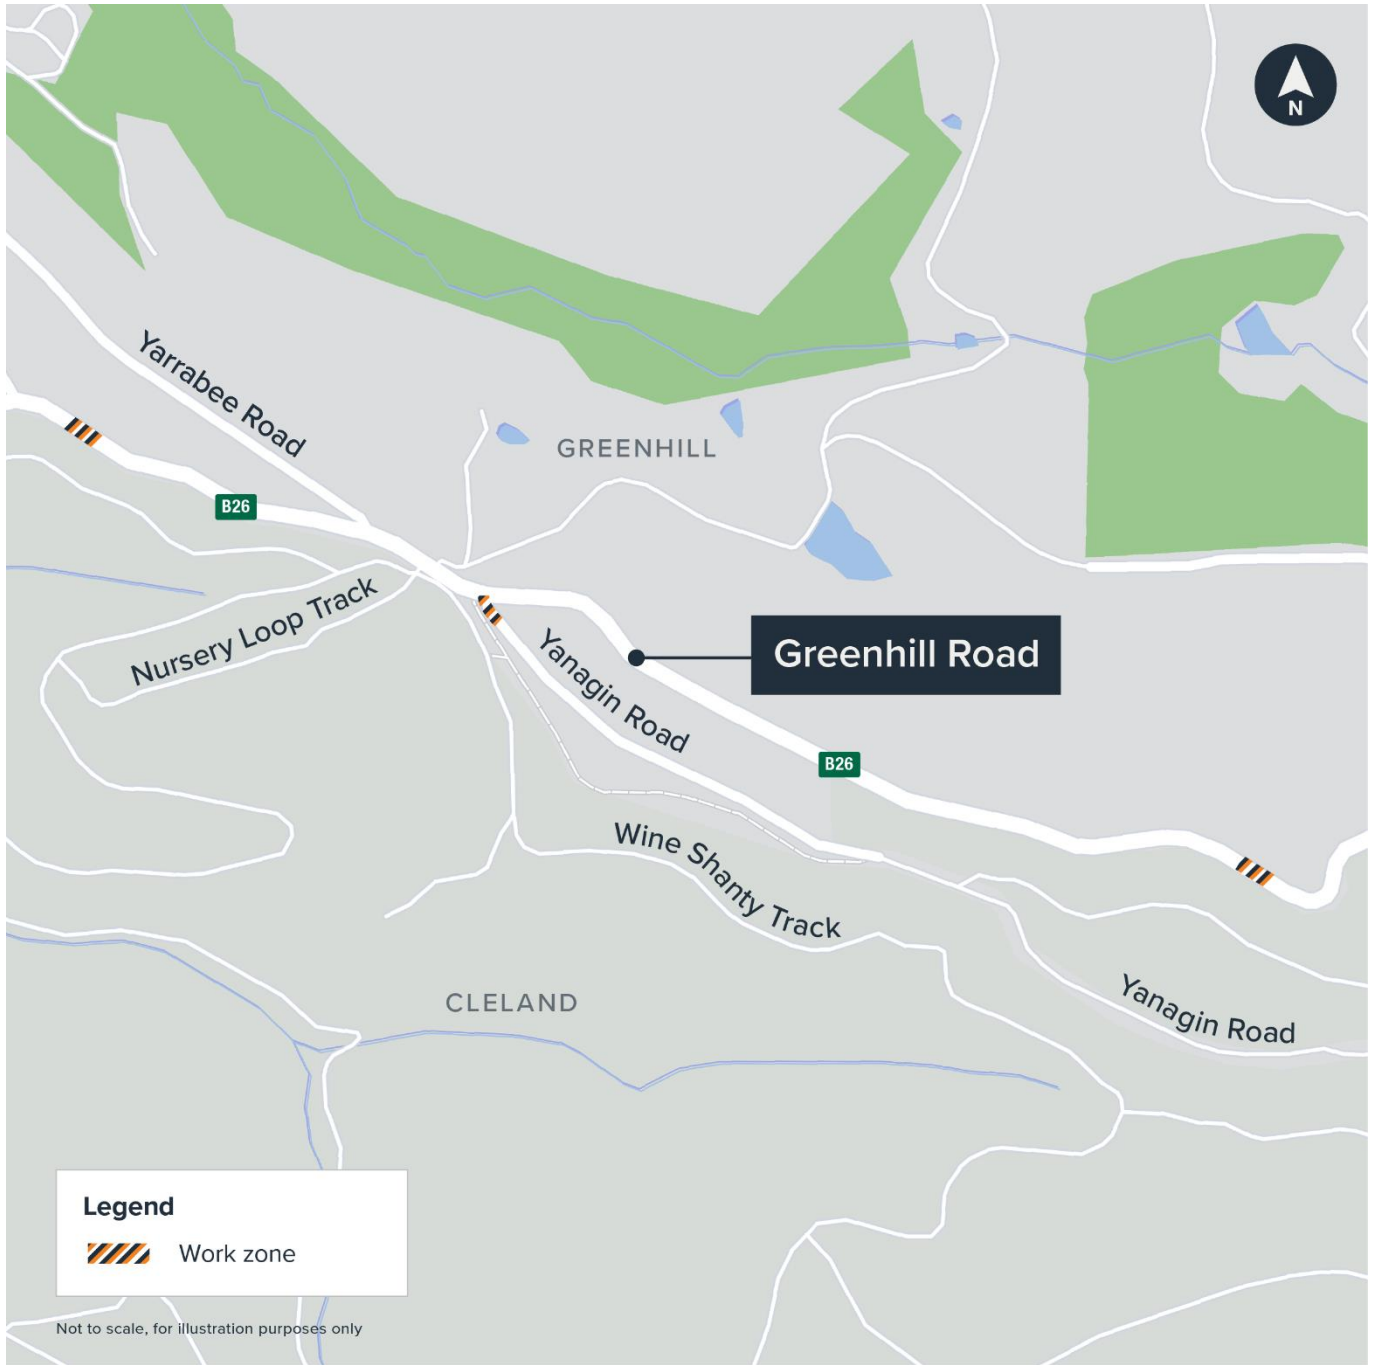 N
Yarrabee Road
GREENHILL
B26
Nursery Loop Track
Yanagin Road
Greenhill Road
B26
Wine Shanty Track
CLELAND
Yanagin Road
Legend
Work zone
Not to scale, for illustration purposes only